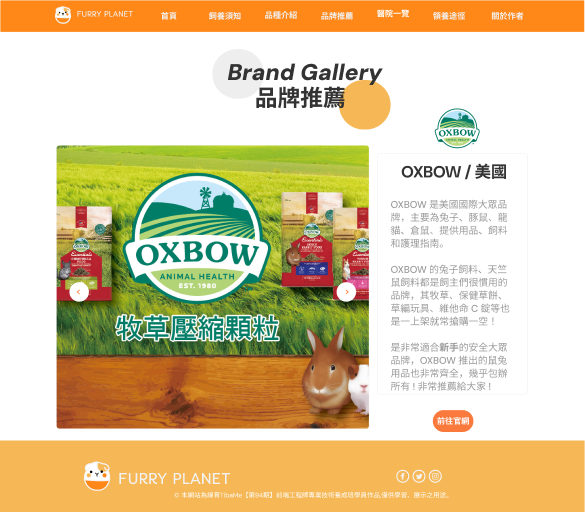 FURRY PLANET
首頁
飼養須知
品種介紹
品牌推薦
醫院一覽
領養途徑
關於作者
Brand Gallery
品牌推薦
OXBOW
OXBOW / 美國
OXBOW 是美國國際大眾品
牌，主要為兔子、豚鼠、龍
貓、倉鼠、提供用品、飼料
和護理指南。
OXBOW 的兔子飼料、天竺
鼠飼料都是飼主們很慣用的
品牌，其牧草、保健草餅、
草編玩具、維他命 C 錠等也
是一上架就常搶購一空！
是非常適合新手的安全大眾
品牌，OXBOW 推出的鼠兔
用品也非常齊全，幾乎包辦
所有 ! 非常推薦給大家 !
前往官網
OXBOW
ANIMAL HEALTH
EST. 1980
牧草壓縮顆粒
Essentials
FURRY PLANET
© 本網站為緯育TibaMe【第94期】前端工程師專業技術養成班學員作品,僅供學習、展示之用途。